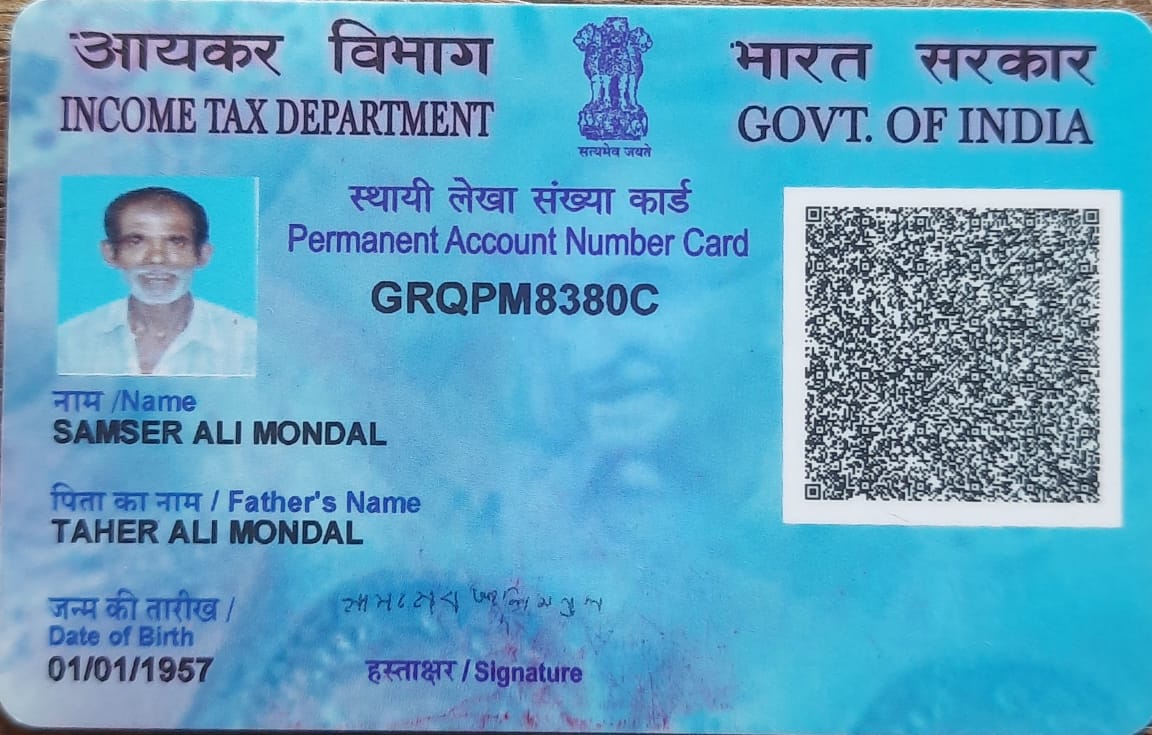 आयकर विभाग
INCOME TAX DEPARTMENT
सत्यमेव जयते
भारत सरकार
GOVT. OF INDIA
स्थायी लेखा संख्या कार्ड
Permanent Account Number Card
GRQPM8380C
नाम /Name
SAMSER ALI MONDAL
पिता का नाम / Father's Name
TAHER ALI MONDAL
जन्म की तारीख /
Date of Birth
01/01/1957
हस्ताक्षर / Signature